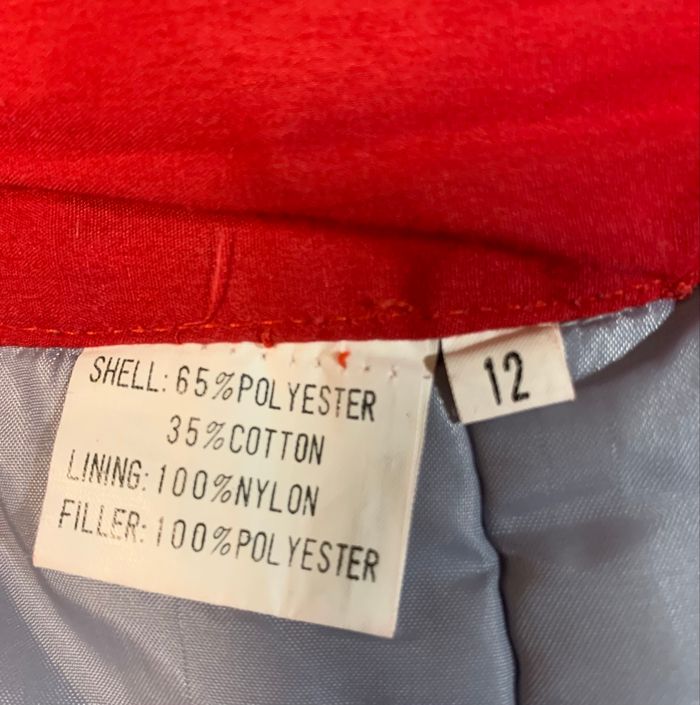 SHELL: 65%POLYESTER
35%COTTON
LINING: 100%NYLON
FILLER: 100%POLYESTER
12